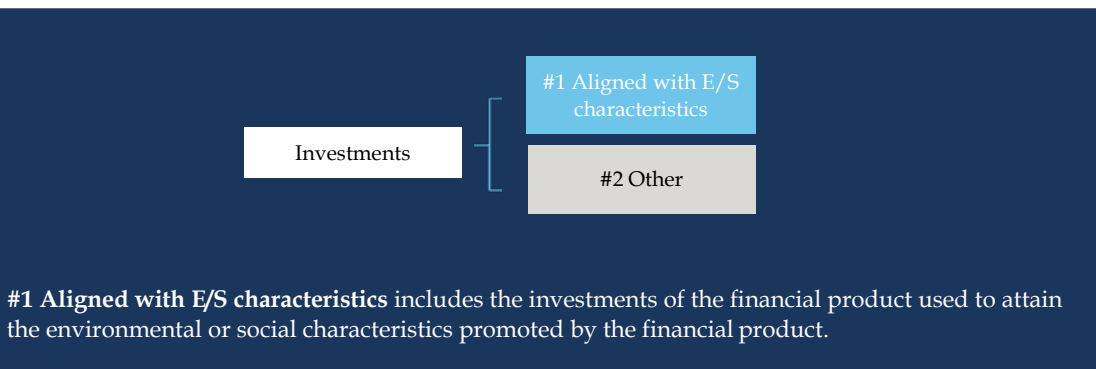 #1 Aligned with E/S
characteristics
Investments
#2 Other
#1 Aligned with E/S characteristics includes the investments of the financial product used to attain
the environmental or social characteristics promoted by the financial product.